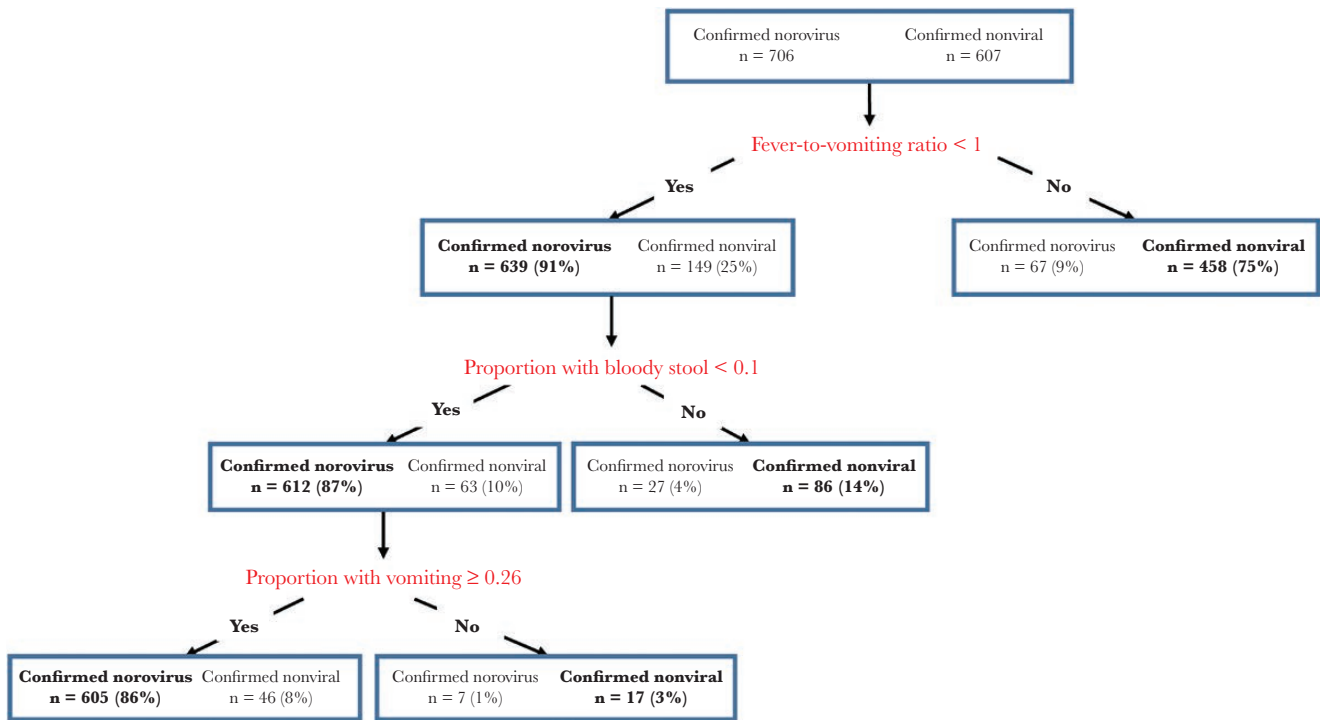 Confirmed norovirus Confirmed nonviral
n = 706 n = 607
Fever-to-vomiting ratio < 1
Yes No
Confirmed norovirus Confirmed nonviral Confirmed norovirus Confirmed nonviral
n = 639 (91%) n = 149 (25%) n = 67 (9%) n = 458 (75%)
Proportion with bloody stool < 0.1
Yes No
Confirmed norovirus Confirmed nonviral Confirmed norovirus Confirmed nonviral
n = 612 (87%) n = 63 (10%) n = 27 (4%) n = 86 (14%)
Proportion with vomiting ≥ 0.26
Yes No
Confirmed norovirus Confirmed nonviral Confirmed norovirus Confirmed nonviral
n = 605 (86%) n = 46 (8%) n = 7 (1%) n = 17 (3%)